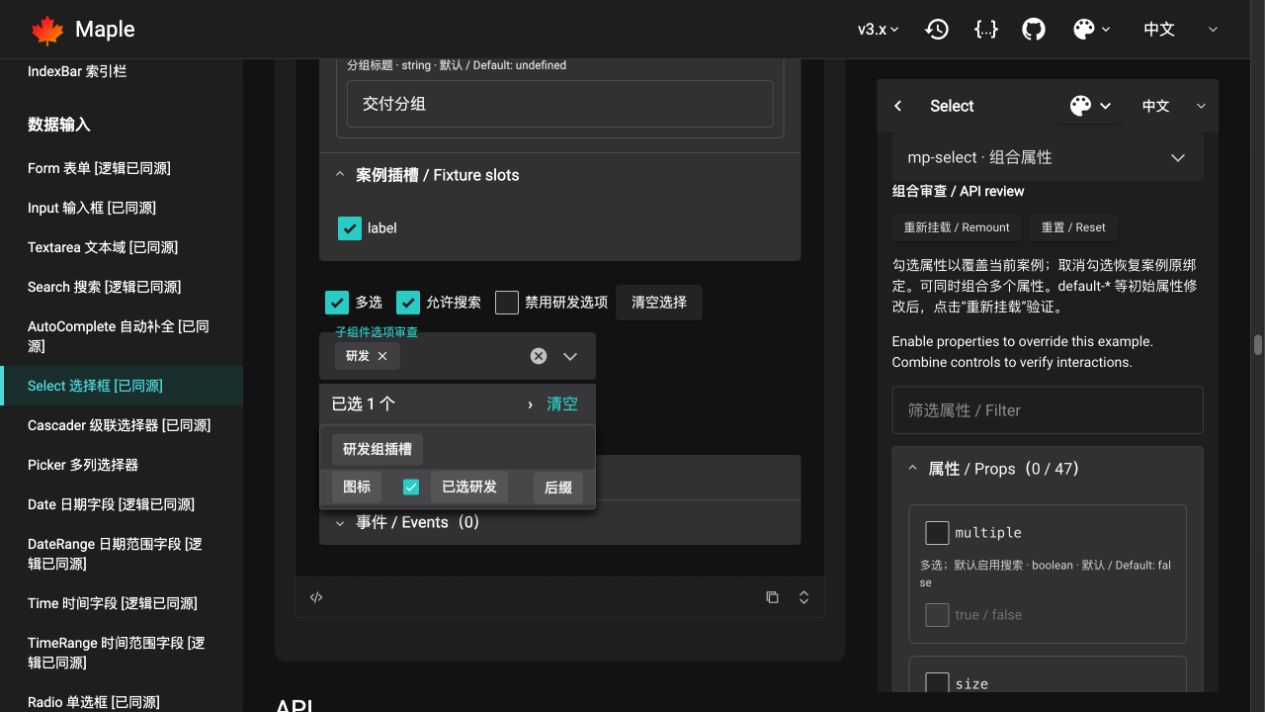 Maple
v3.x
中文
IndexBar 索引栏
数据输入
Form 表单 [逻辑已同源]
Input 输入框 [已同源]
Textarea 文本域 [已同源]
Search 搜索 [逻辑已同源]
AutoComplete 自动补全 [已同
源]
Select 选择框 [已同源]
Cascader 级联选择器 [已同源]
Picker 多列选择器
Date 日期字段 [逻辑已同源]
DateRange 日期范围字段 [逻
辑已同源]
Time 时间字段 [逻辑已同源]
TimeRange 时间范围字段 [逻
辑已同源]
Radio 单选框 [已同源]
分组标题 · string · 默认 / Default: undefined
交付分组
案例插槽 / Fixture slots
label
多选 允许搜索 禁用研发选项 清空选择
子组件选项审查
研发 ×
已选 1 个 › 清空
研发组插槽
图标 已选研发 后缀
事件 / Events（0）
</>
API
Select 中文
mp-select · 组合属性
组合审查 / API review
重新挂载 / Remount 重置 / Reset
勾选属性以覆盖当前案例；取消勾选恢复案例原绑
定。可同时组合多个属性。default-* 等初始属性修
改后，点击“重新挂载”验证。
Enable properties to override this example.
Combine controls to verify interactions.
筛选属性 / Filter
属性 / Props（0 / 47）
multiple
多选；默认启用搜索 · boolean · 默认 / Default: fal
se
true / false
size